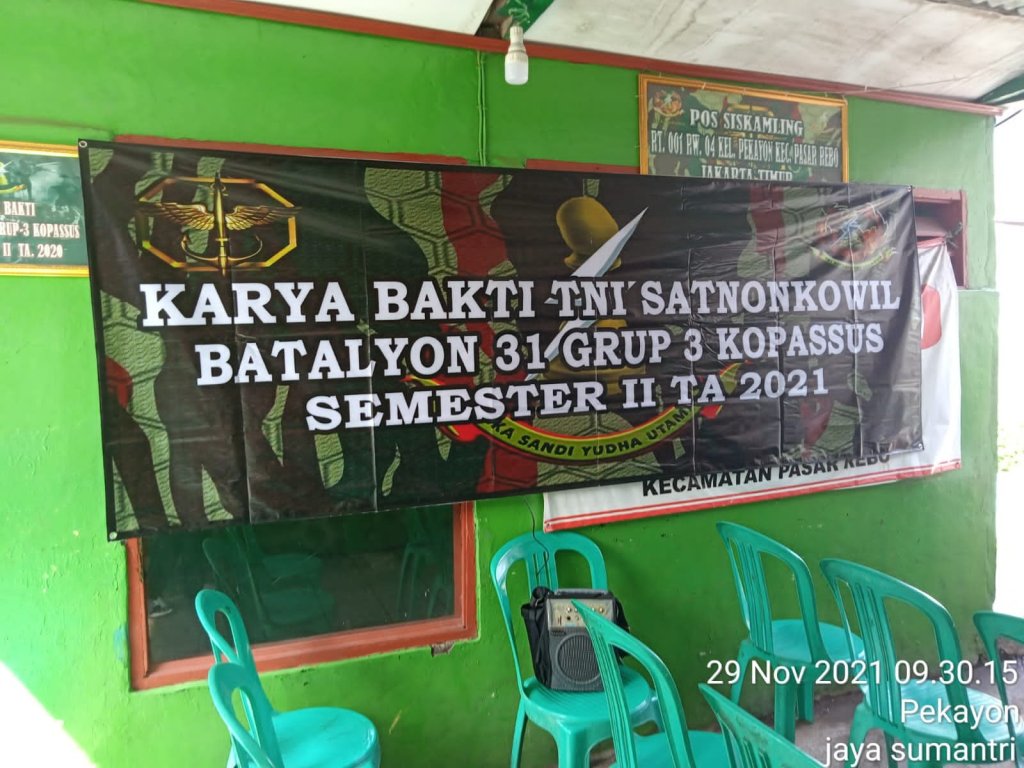 POS SISKAMLING
RT. 001 RW. 04 KEL. PEKAYON KEC. PASAR REBO
JAKARTA TIMUR
BAKTI
GRUP-3 KOPASSUS
II TA. 2020
KARYA BAKTI TNI SATNONKOWIL
BATALYON 31 GRUP 3 KOPASSUS
SEMESTER II TA 2021
KA SANDI YUDHA UTAM
KECAMATAN PASAR REBO
29 Nov 2021 09.30.15
Pekayon
jaya sumantri